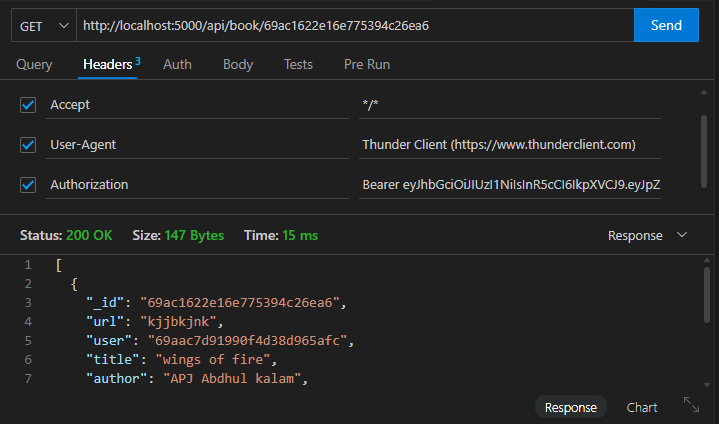 GET http://localhost:5000/api/book/69ac1622e16e775394c26ea6 Send
Query Headers 3 Auth Body Tests Pre Run
Accept */*
User-Agent Thunder Client (https://www.thunderclient.com)
Authorization Bearer eyJhbGciOiJIUzI1NiIsInR5cCI6IkpXVCJ9.eyJpZ
Status: 200 OK Size: 147 Bytes Time: 15 ms Response
1 [
2 {
3 "_id": "69ac1622e16e775394c26ea6",
4 "url": "kjjbkjnk",
5 "user": "69aac7d91990f4d38d965afc",
6 "title": "wings of fire",
7 "author": "APJ Abdhul kalam",
Response Chart